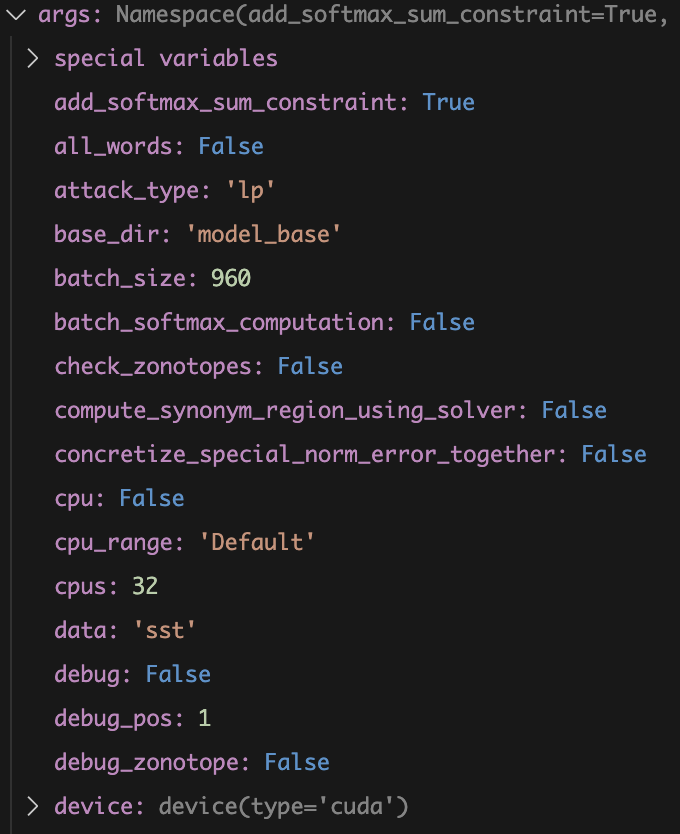 args: Namespace(add_softmax_sum_constraint=True,
special variables
add_softmax_sum_constraint: True
all_words: False
attack_type: 'lp'
base_dir: 'model_base'
batch_size: 960
batch_softmax_computation: False
check_zonotopes: False
compute_synonym_region_using_solver: False
concretize_special_norm_error_together: False
cpu: False
cpu_range: 'Default'
cpus: 32
data: 'sst'
debug: False
debug_pos: 1
debug_zonotope: False
device: device(type='cuda')